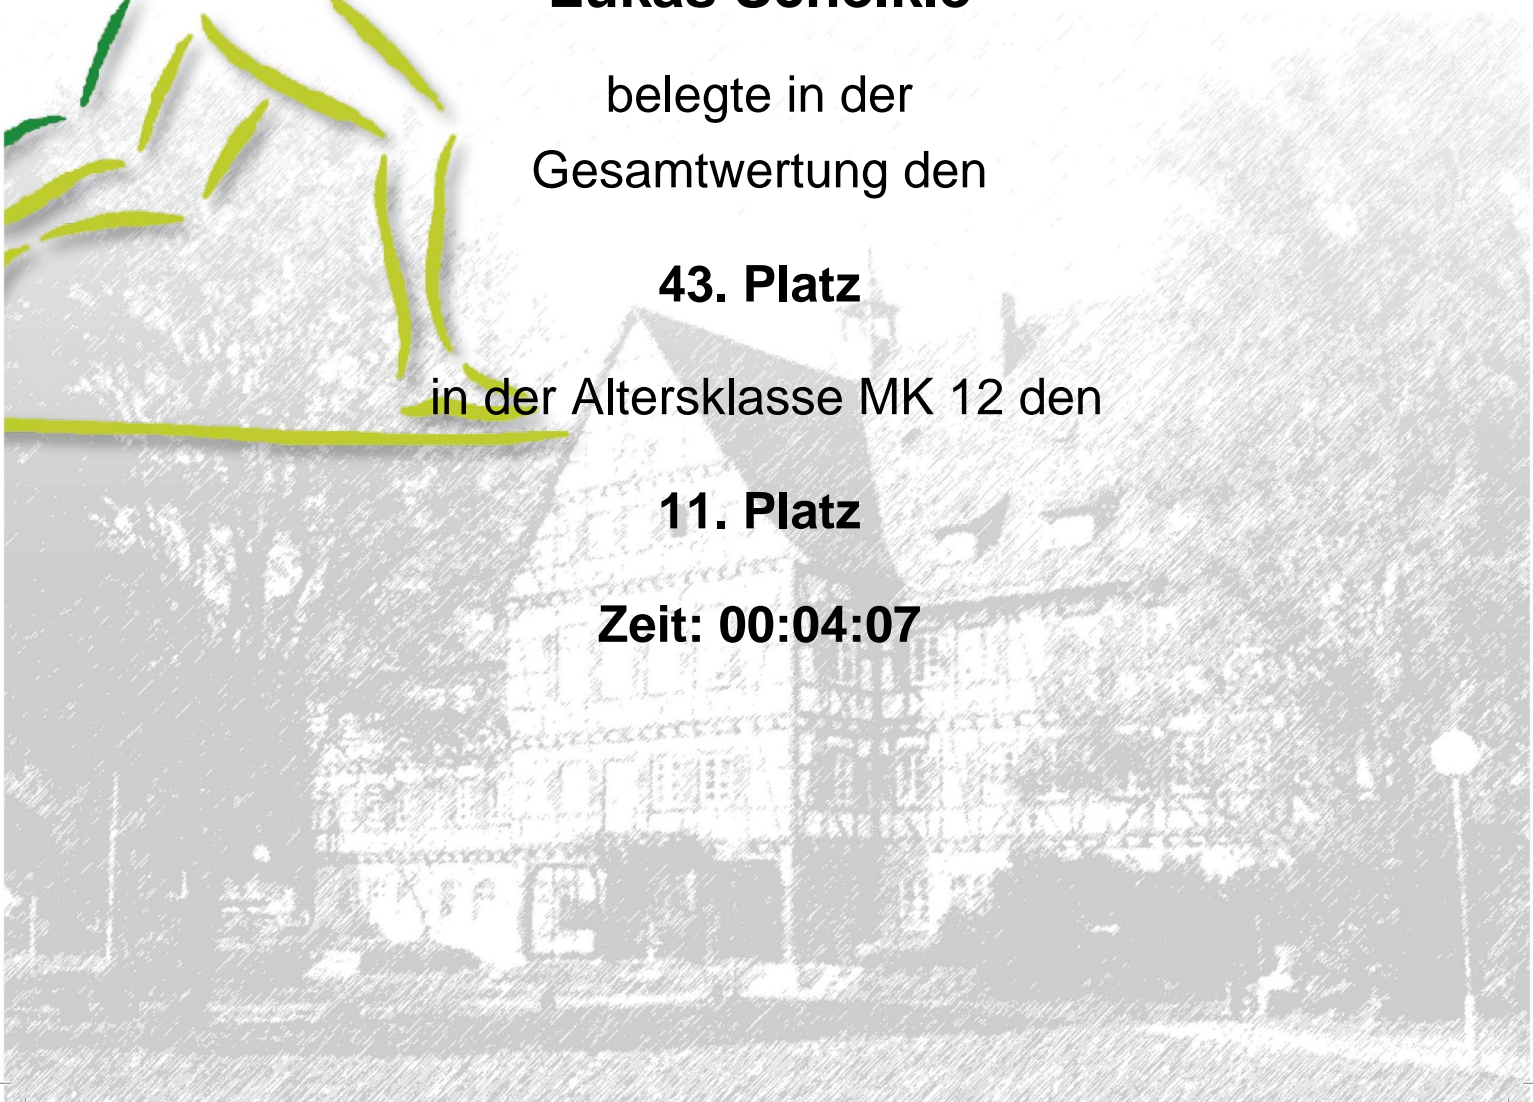 Lukas
belegte in der
Gesamtwertung den
43. Platz
in der Altersklasse MK 12 den
11. Platz
Zeit: 00:04:07